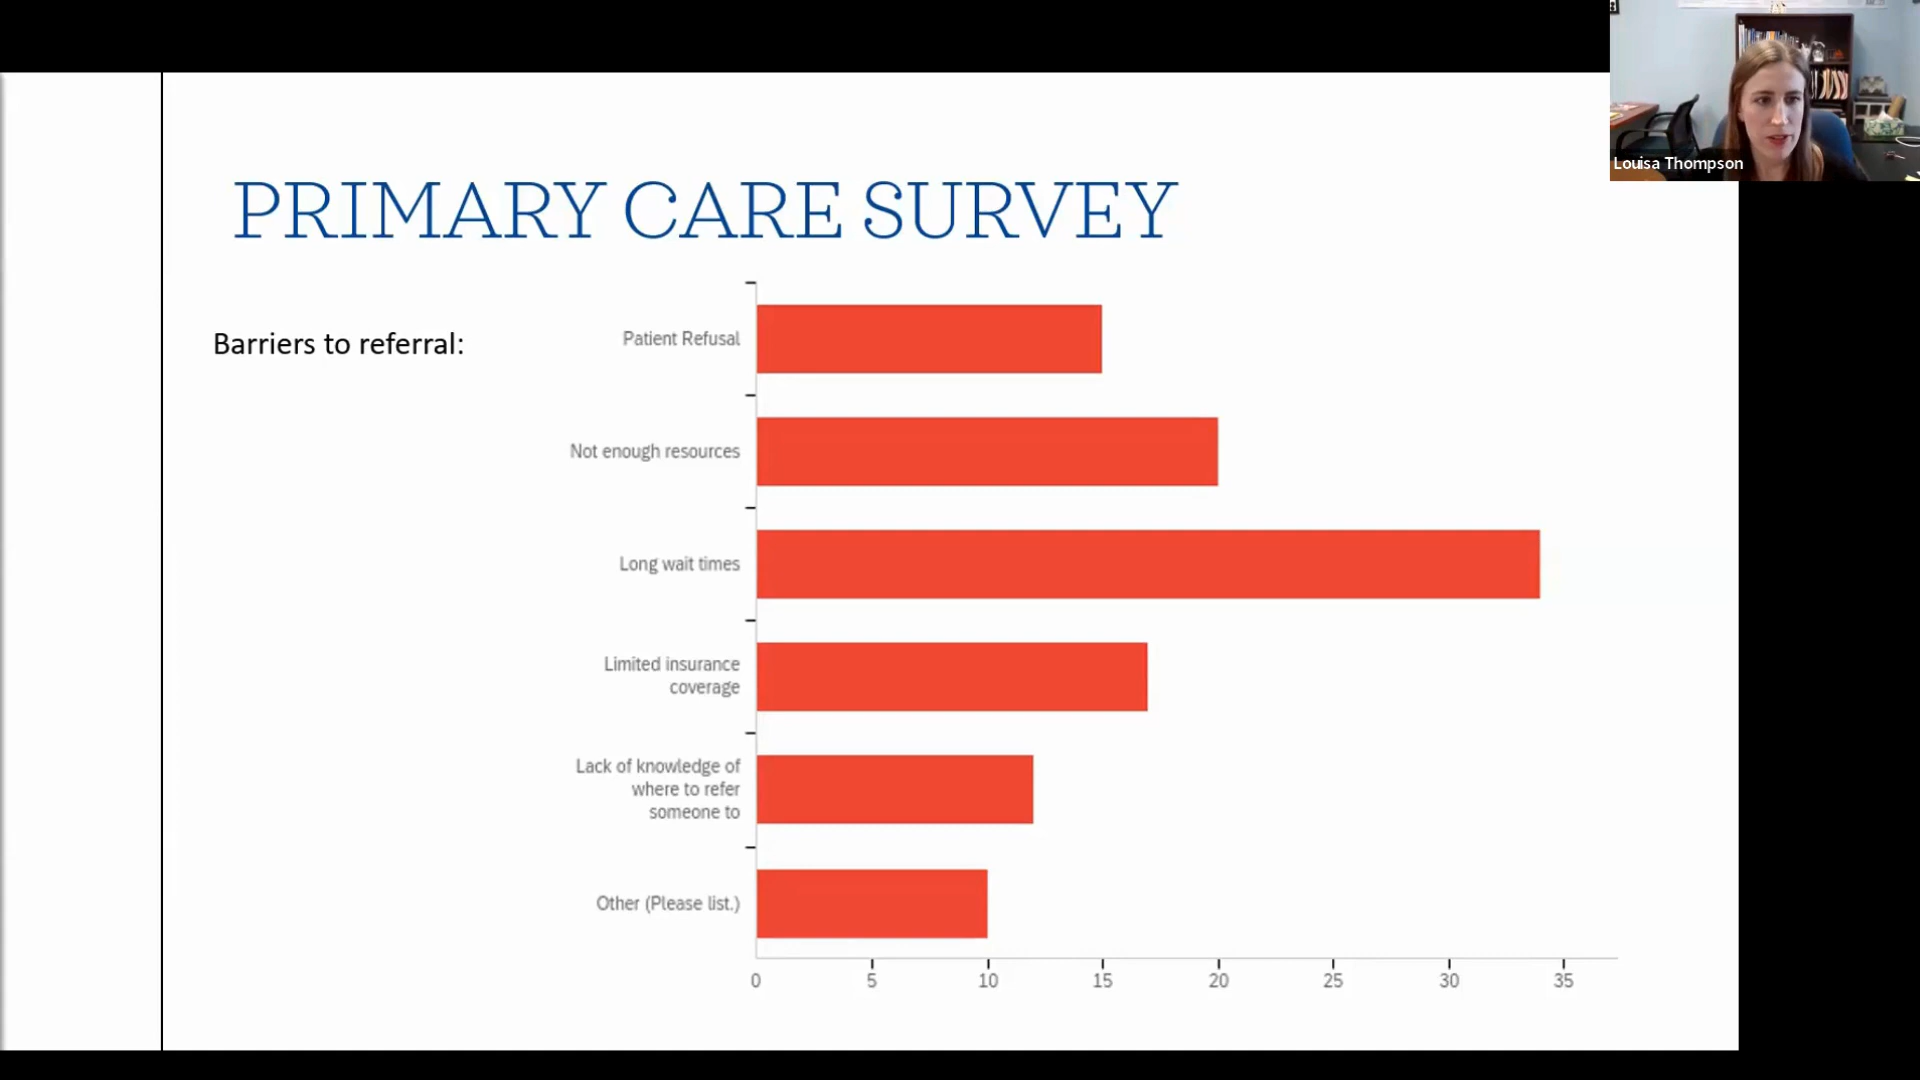 Louisa Thompson
PRIMARY CARE SURVEY
Barriers to referral:
Patient Refusal
Not enough resources
Long wait times
Limited insurance
coverage
Lack of knowledge of
where to refer
someone to
Other (Please list.)
0 5 10 15 20 25 30 35